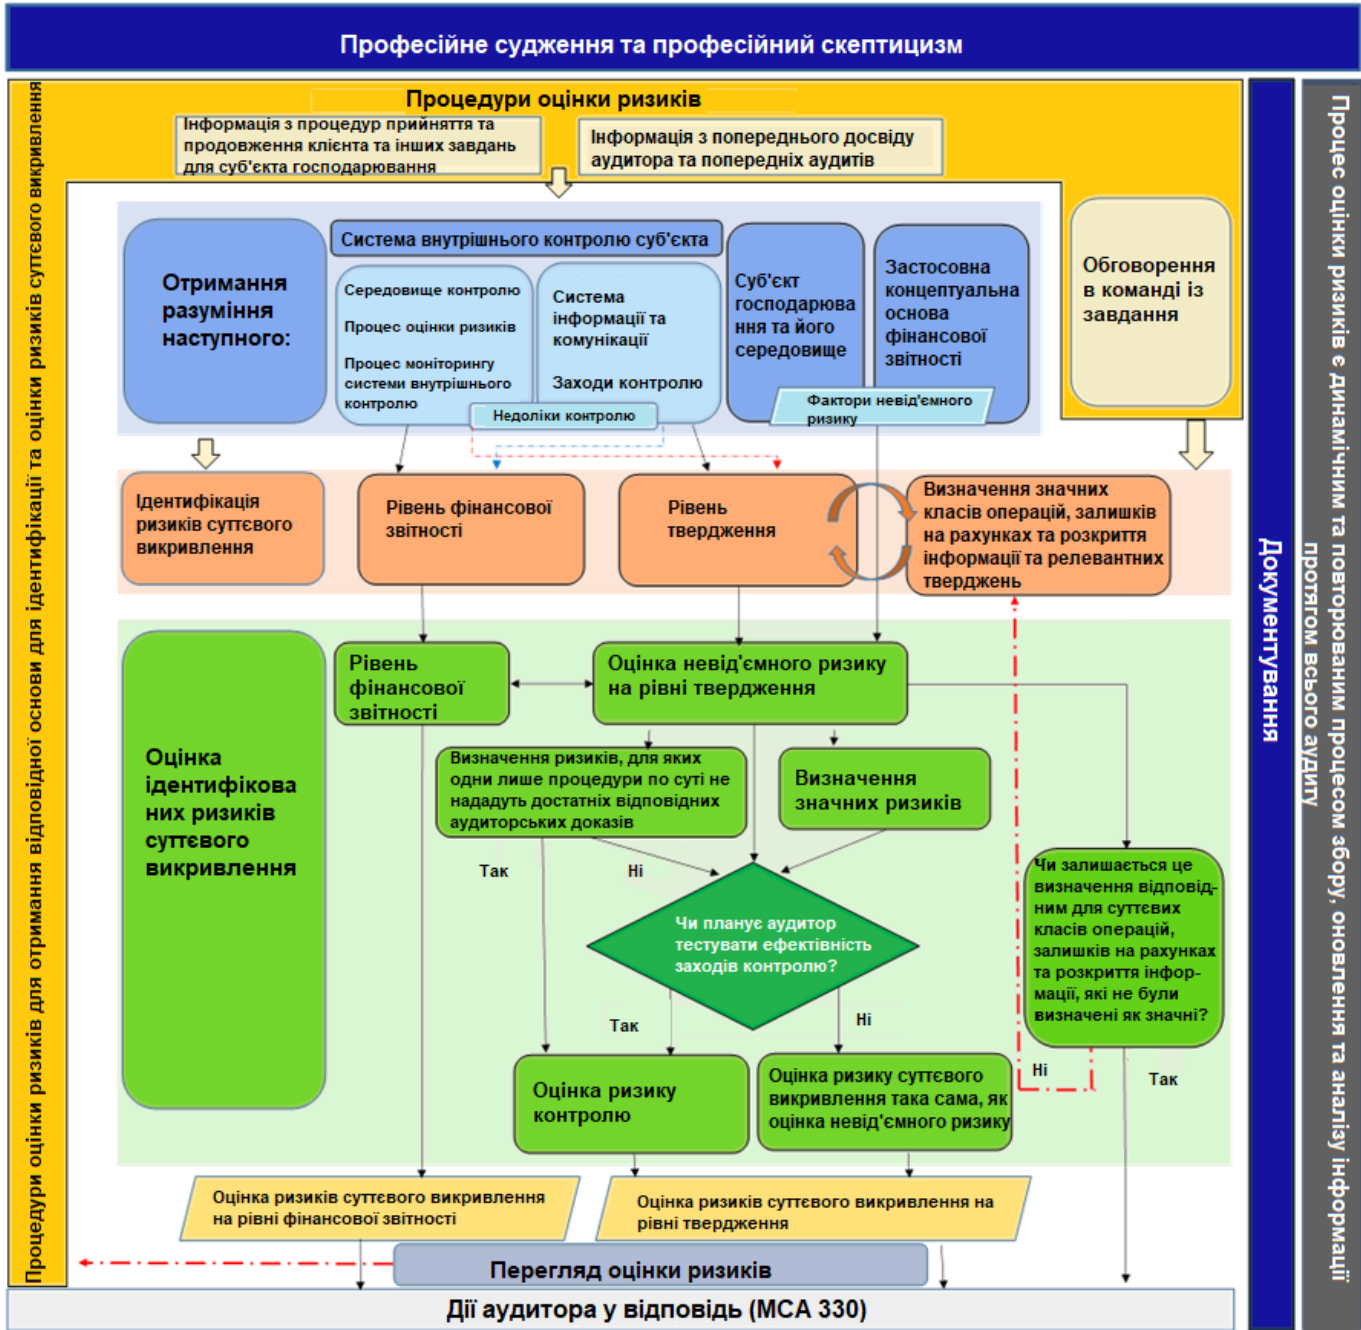 Професійне судження та професійний скептицизм
Процедури оцінки ризиків для отримання відповідної основи для ідентифікації та оцінки ризиків суттєвого викривлення
Процедури оцінки ризиків
Інформація з процедур прийняття та
продовження клієнта та інших завдань
для суб'єкта господарювання
Інформація з попереднього досвіду
аудитора та попередніх аудитів
Отримання
разуміння
наступного:
Система внутрішнього контролю суб'єкта
Середовище контролю
Процес оцінки ризиків
Процес моніторингу
системи внутрішнього
контролю
Система
інформації та
комунікації
Заходи контролю
Недоліки контролю
Суб'єкт
господарюва
ння та його
середовище
Застосовна
концептуальна
основа
фінансової
звітності
Фактори невід'ємного
ризику
Обговорення
в команді із
завдання
Ідентифікація
ризиків суттєвого
викривлення
Рівень фінансової
звітності
Рівень
твердження
Визначення значних
класів операцій, залишків
на рахунках та розкриття
інформації та релевантних
тверджень
Оцінка
ідентифікова
них ризиків
суттєвого
викривлення
Рівень
фінансової
звітності
Оцінка невід'ємного ризику
на рівні твердження
Визначення ризиків, для яких
одни лише процедури по суті не
нададуть достатніх відповідних
аудиторських доказів
Визначення
значних ризиків
Так
Ні
Чи планує аудитор
тестувати ефектівність
заходів контролю?
Чи залишається це
визначення відповід-
ним для суттєвих
класів операцій,
залишків на рахунках
та розкриття інфор-
мації, які не були
визначені як значні?
Так
Ні
Оцінка ризику
контролю
Оцінка ризику суттєвого
викривлення така сама, як
оцінка невід'ємного ризику
Ні
Так
Оцінка ризиків суттєвого викривлення
на рівні фінансової звітності
Оцінка ризиків суттєвого викривлення на
рівні твердження
Перегляд оцінки ризиків
Дії аудитора у відповідь (МСА 330)
Документування
Процес оцінки ризиків є динамічним та повторюваним процесом збору, оновлення та аналізу інформації
протягом всього аудиту